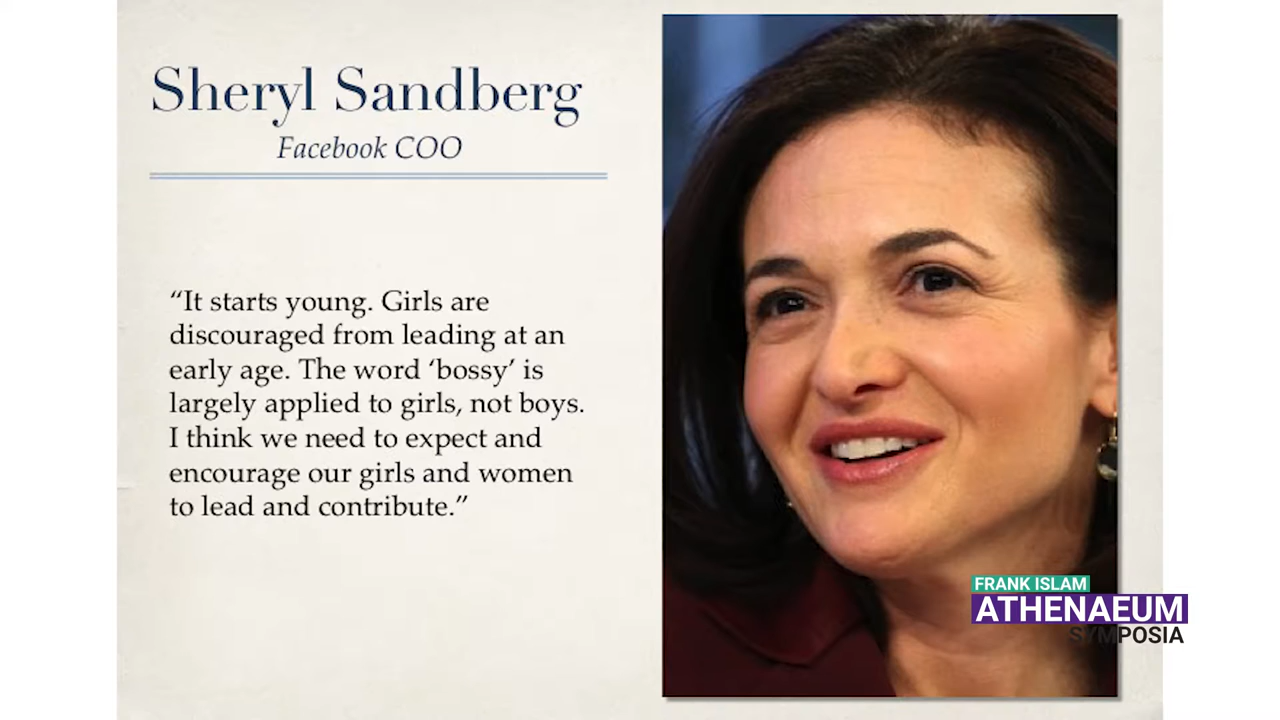 Sheryl Sandberg
Facebook COO
“It starts young. Girls are
discouraged from leading at an
early age. The word ‘bossy’ is
largely applied to girls, not boys.
I think we need to expect and
encourage our girls and women
to lead and contribute.”
FRANK ISLAM
ATHENAEUM
SYMPOSIA